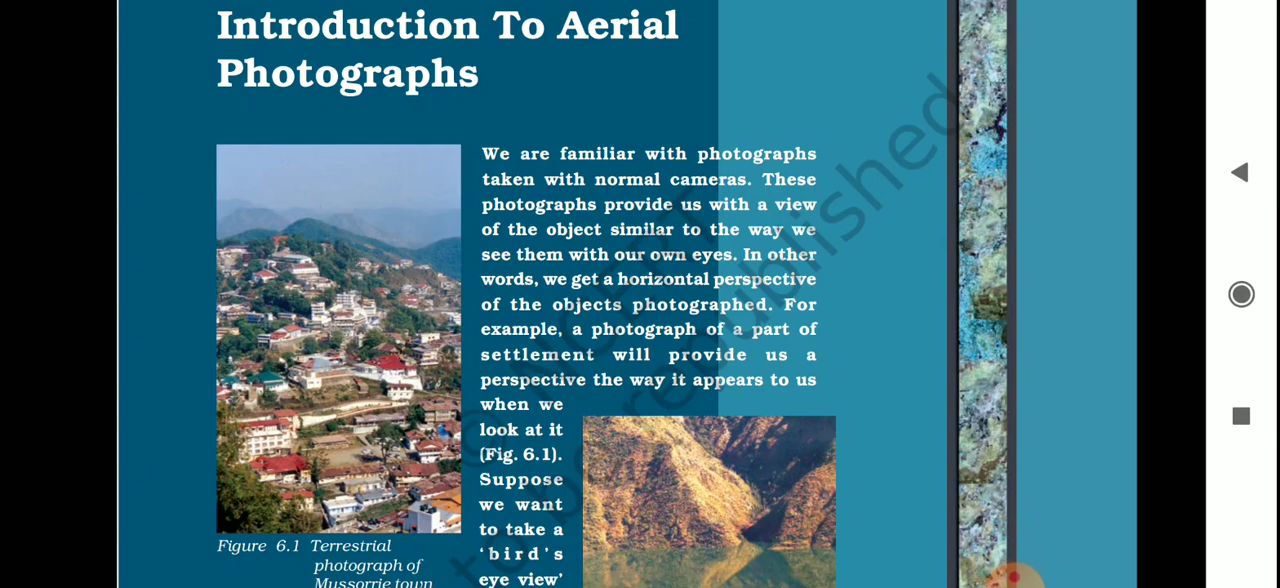 Introduction To Aerial
Photographs
We are familiar with photographs
taken with normal cameras. These
photographs provide us with a view
of the object similar to the way we
see them with our own eyes. In other
words, we get a horizontal perspective
of the objects photographed. For
example, a photograph of a part of
settlement will provide us a
perspective the way it appears to us
when we
look at it
(Fig. 6.1).
Suppose
we want
to take a
‘bird’s
eye view’
Figure 6.1 Terrestrial
photograph of
Mussorrie town
© NCERT
to be republished